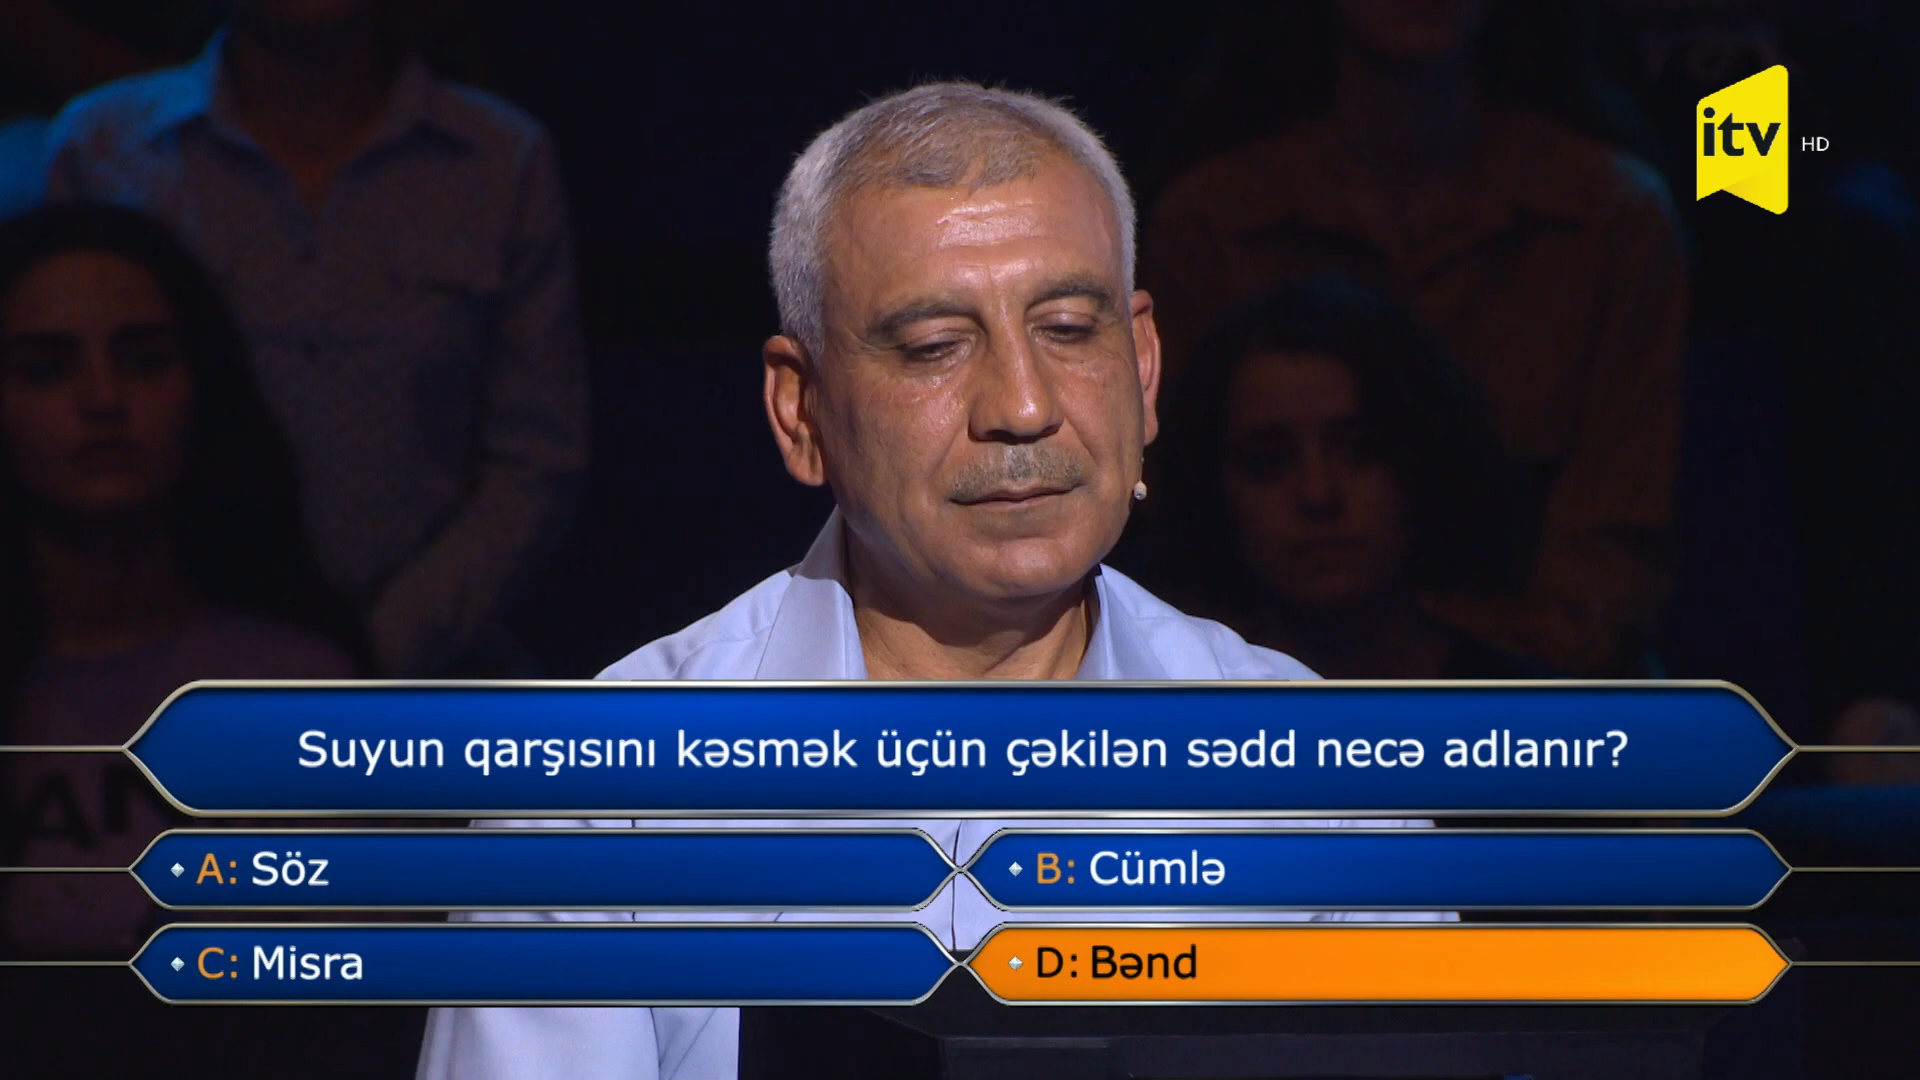 itv HD
Suyun qarşısını kəsmək üçün çəkilən sədd necə adlanır?
A: Söz
B: Cümlə
C: Misra
D: Bənd